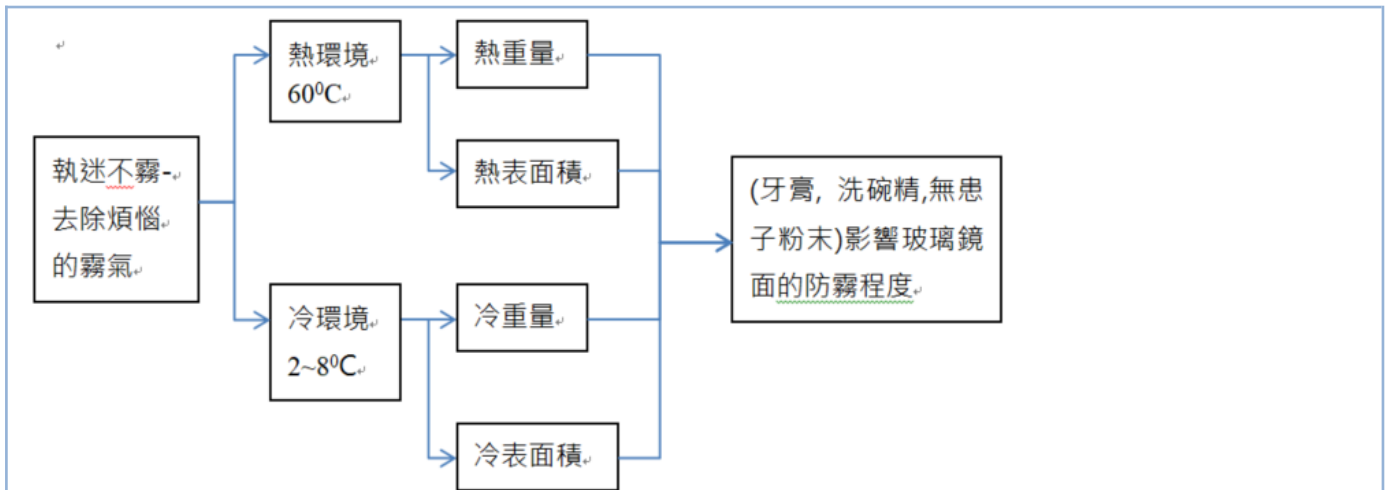 執迷不霧-
去除煩惱
的霧氣
熱環境
60⁰C
熱重量
熱表面積
冷環境
2~8⁰C
冷重量
冷表面積
(牙膏, 洗碗精,無患
子粉末)影響玻璃鏡
面的防霧程度